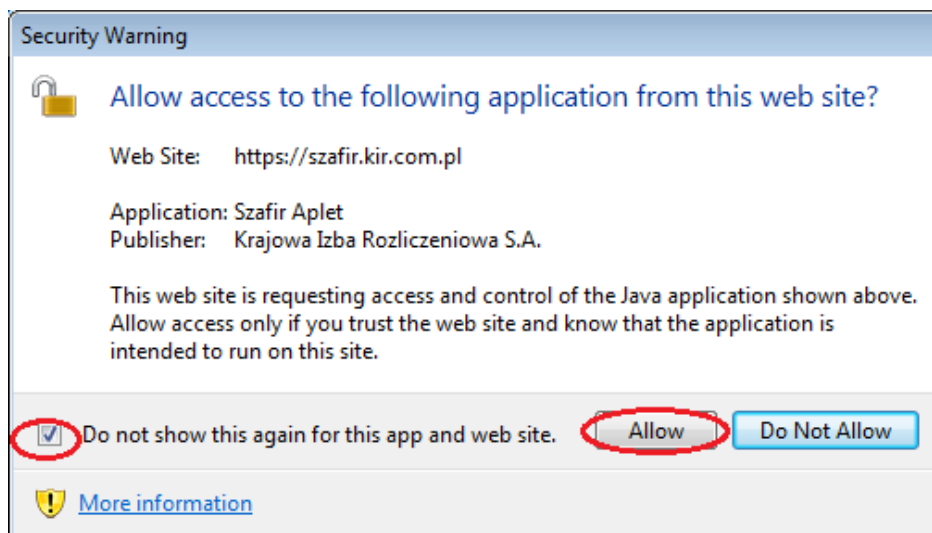 Security Warning
Allow access to the following application from this web site?
Web Site: https://szafir.kir.com.pl
Application: Szafir Aplet
Publisher: Krajowa Izba Rozliczeniowa S.A.
This web site is requesting access and control of the Java application shown above.
Allow access only if you trust the web site and know that the application is
intended to run on this site.
Do not show this again for this app and web site. Allow Do Not Allow
More information